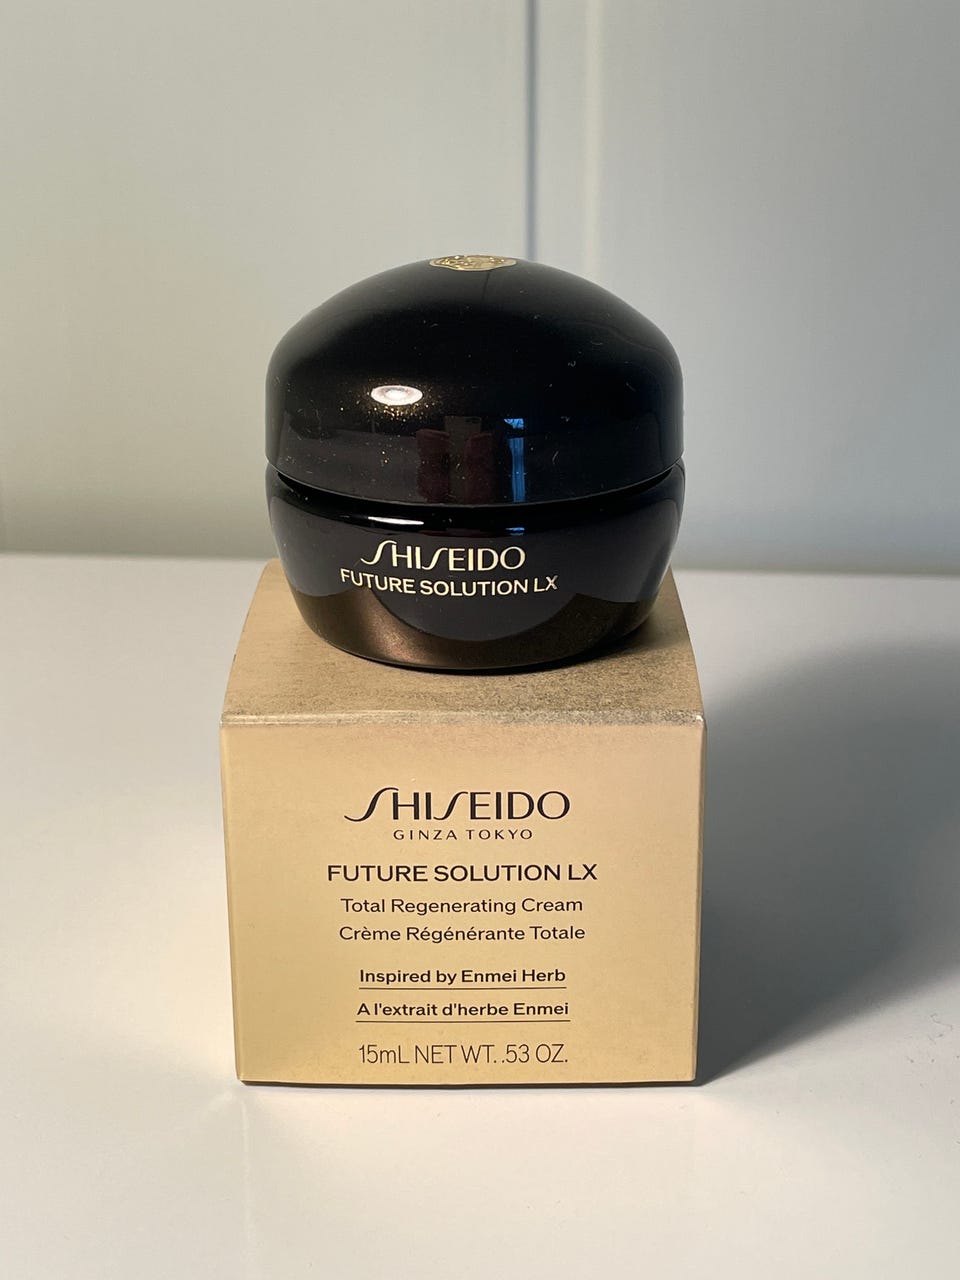 SHISEIDO
FUTURE SOLUTION LX
SHISEIDO
GINZA TOKYO
FUTURE SOLUTION LX
Total Regenerating Cream
Crème Régénérante Totale
Inspired by Enmei Herb
A l'extrait d'herbe Enmei
15mL NET WT. .53 OZ.